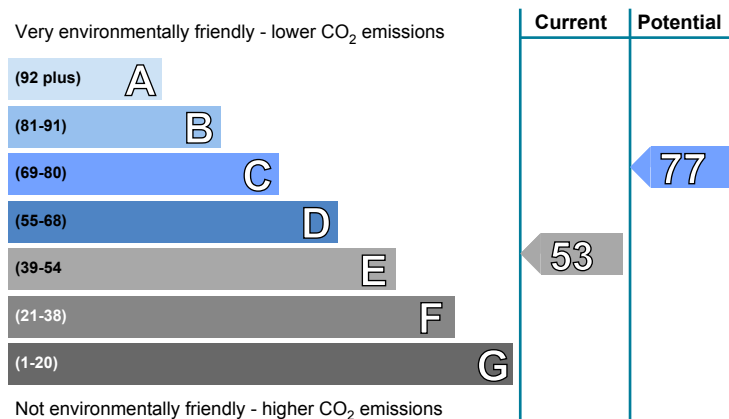 Very environmentally friendly - lower CO2 emissions
Current
Potential
(92 plus) A
(81-91) B
(69-80) C
77
(55-68) D
(39-54 E
53
(21-38) F
(1-20) G
Not environmentally friendly - higher CO2 emissions